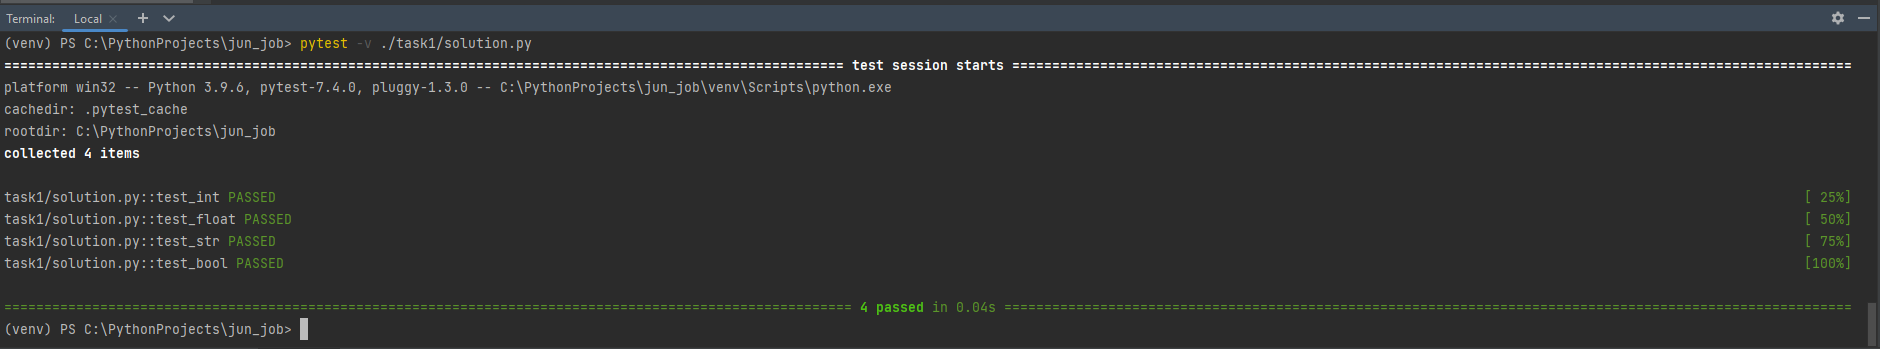 Terminal: Local × + ⌄
(venv) PS C:\PythonProjects\jun_job> pytest -v ./task1/solution.py
========================================================================================================= test session starts =========================================================================================================
platform win32 -- Python 3.9.6, pytest-7.4.0, pluggy-1.3.0 -- C:\PythonProjects\jun_job\venv\Scripts\python.exe
cachedir: .pytest_cache
rootdir: C:\PythonProjects\jun_job
collected 4 items
task1/solution.py::test_int PASSED [ 25%]
task1/solution.py::test_float PASSED [ 50%]
task1/solution.py::test_str PASSED [ 75%]
task1/solution.py::test_bool PASSED [100%]
========================================================================================================== 4 passed in 0.04s ==========================================================================================================
(venv) PS C:\PythonProjects\jun_job>